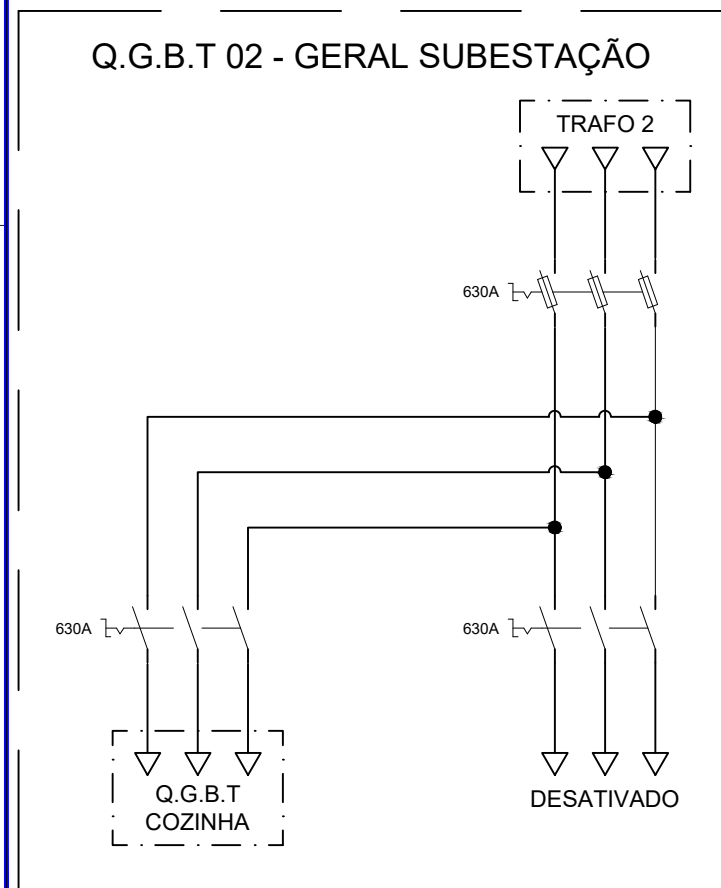 Q.G.B.T 02 - GERAL SUBESTAÇÃO
TRAFO 2
630A
630A
630A
Q.G.B.T
COZINHA
DESATIVADO